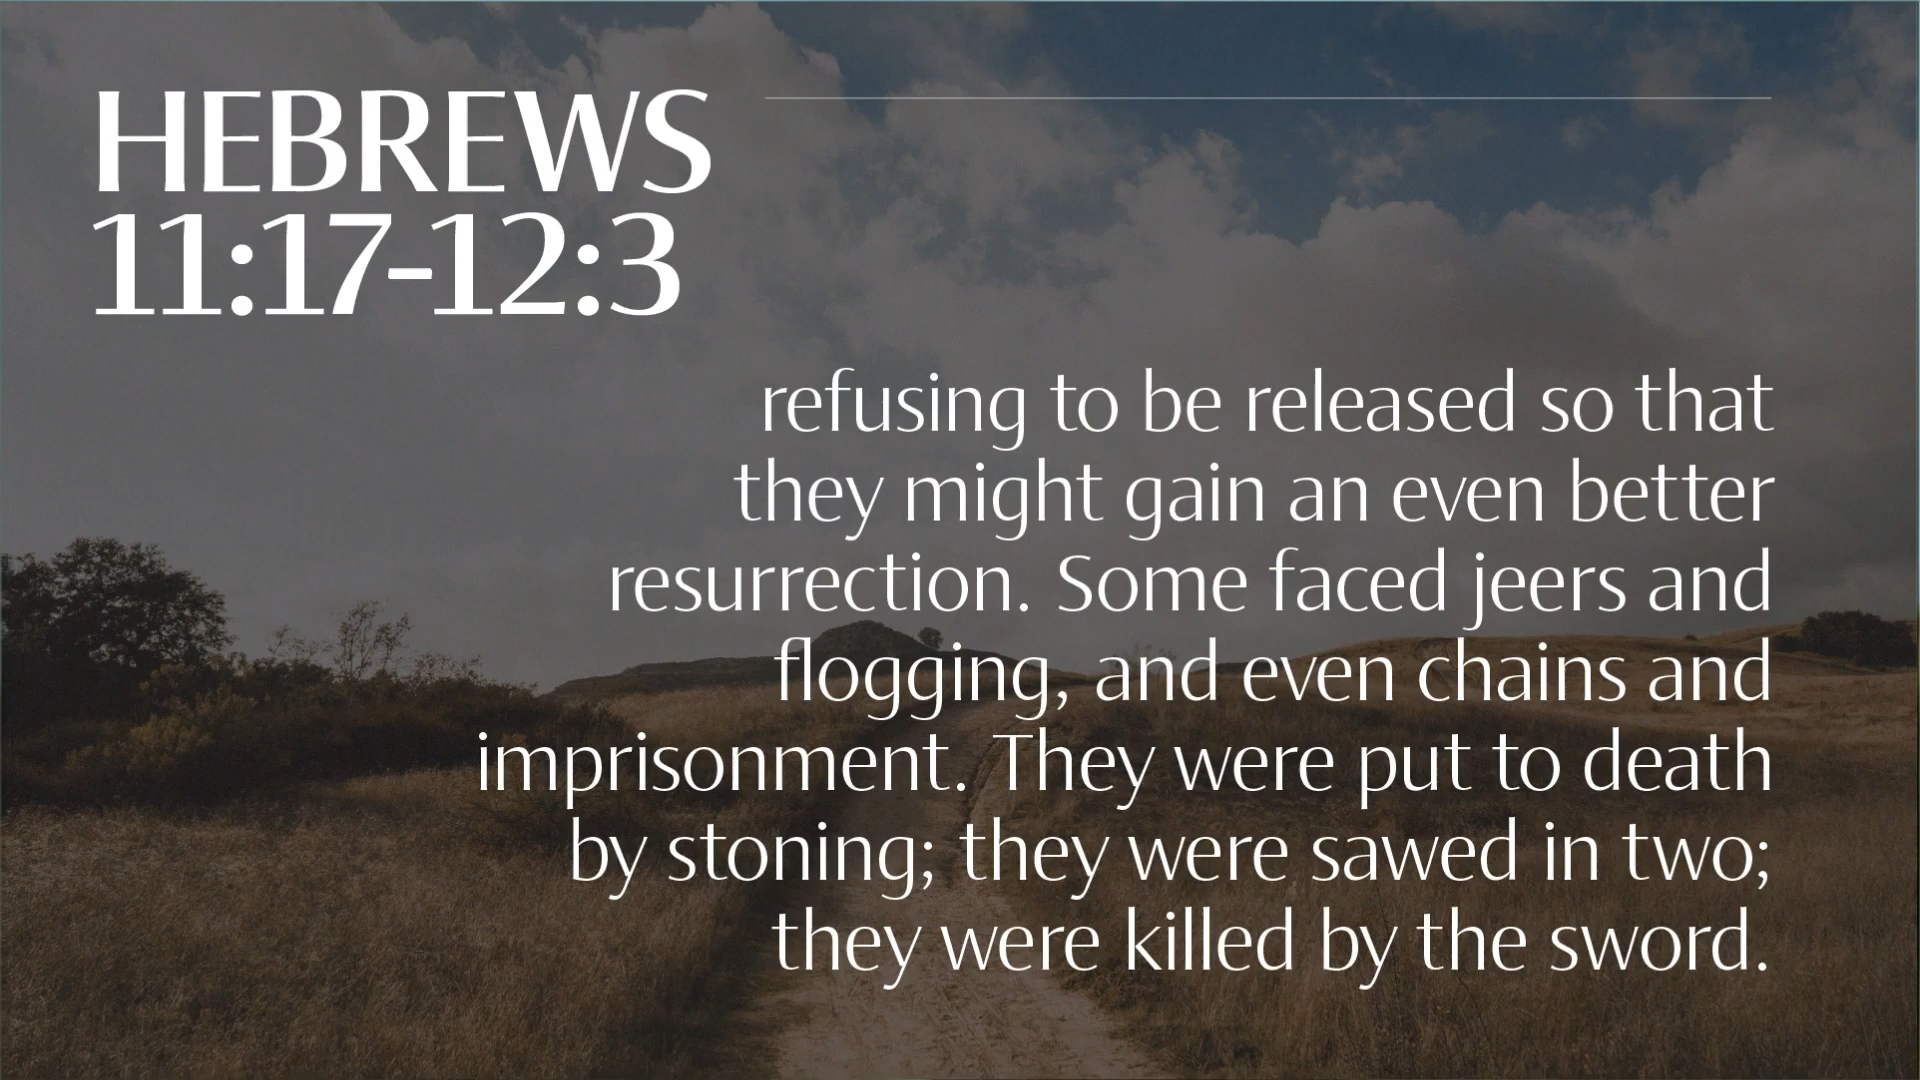 HEBREWS
11:17-12:3
refusing to be released so that
they might gain an even better
resurrection. Some faced jeers and
flogging, and even chains and
imprisonment. They were put to death
by stoning; they were sawed in two;
they were killed by the sword.